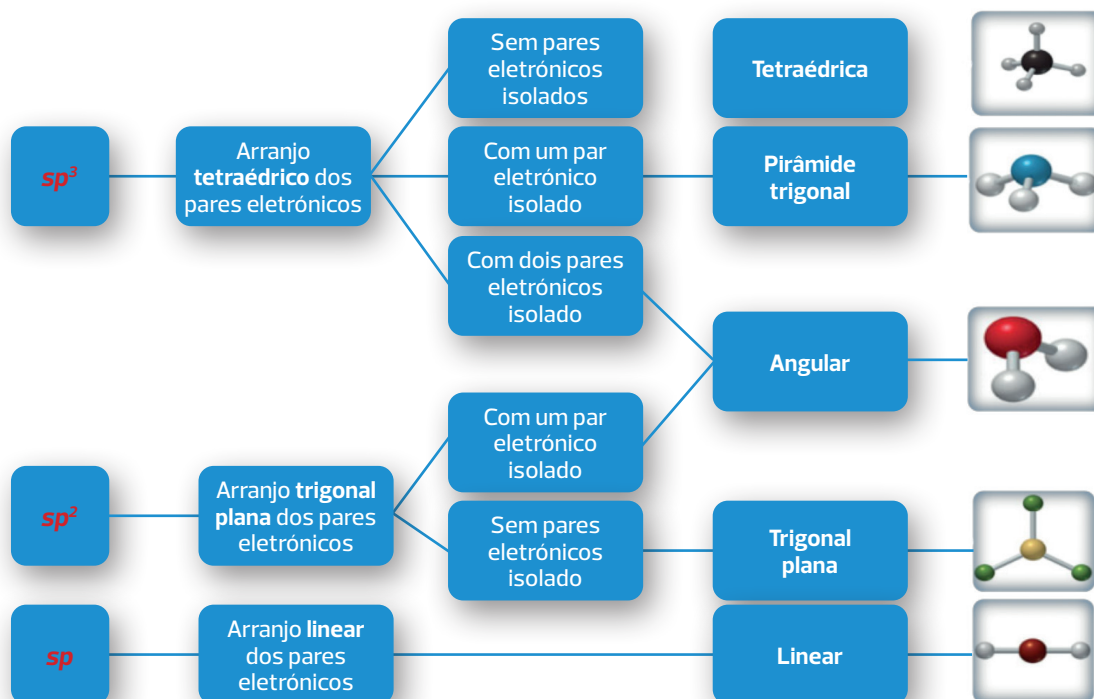 sp³
Arranjo
tetraédrico dos
pares eletrónicos
Sem pares
eletrónicos
isolados
Tetraédrica
Com um par
eletrónico
isolado
Pirâmide
trigonal
Com dois pares
eletrónicos
isolado
Angular
sp²
Arranjo trigonal
plana dos pares
eletrónicos
Com um par
eletrónico
isolado
Sem pares
eletrónicos
isolado
Trigonal
plana
sp
Arranjo linear
dos pares
eletrónicos
Linear